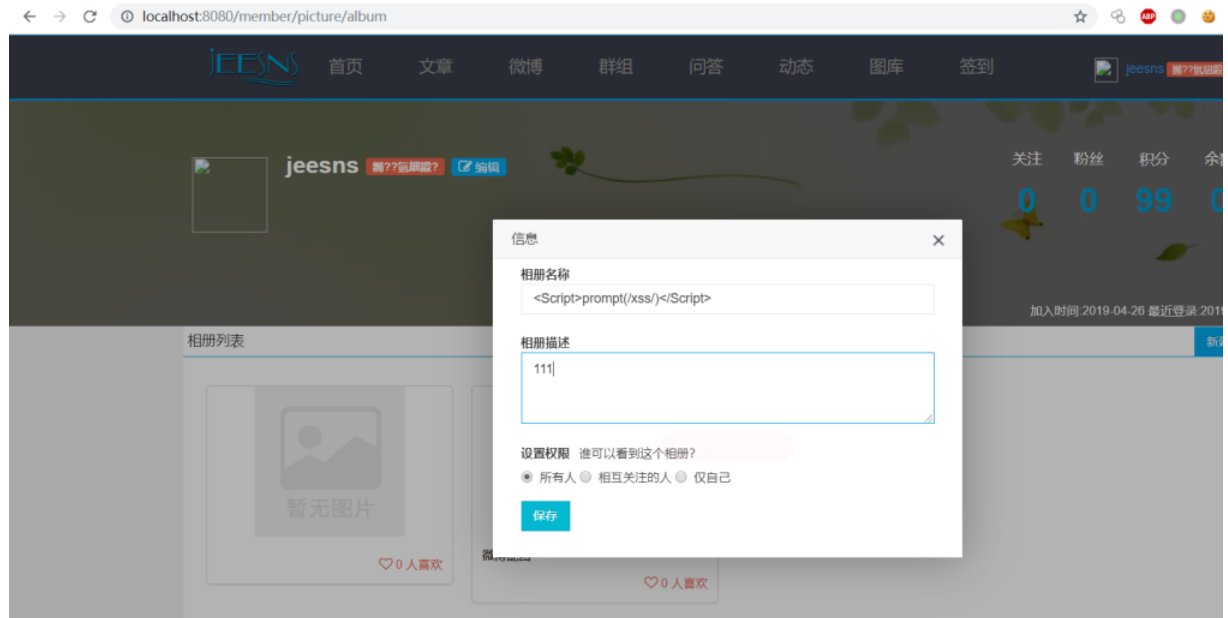 localhost:8080/member/picture/album
ABP
jEESNS 首页 文章 微博 群组 问答 动态 图库 签到 jeesns
jeesns 编辑
关注 粉丝 积分
0 0 99 0
信息 ×
相册名称
<Script>prompt(/xss/)</Script>
加入时间:2019-04-26 最近登录:201
相册列表
相册描述
111
设置权限 谁可以看到这个相册?
所有人 相互关注的人 仅自己
保存
暂无图片
0 人喜欢
0 人喜欢